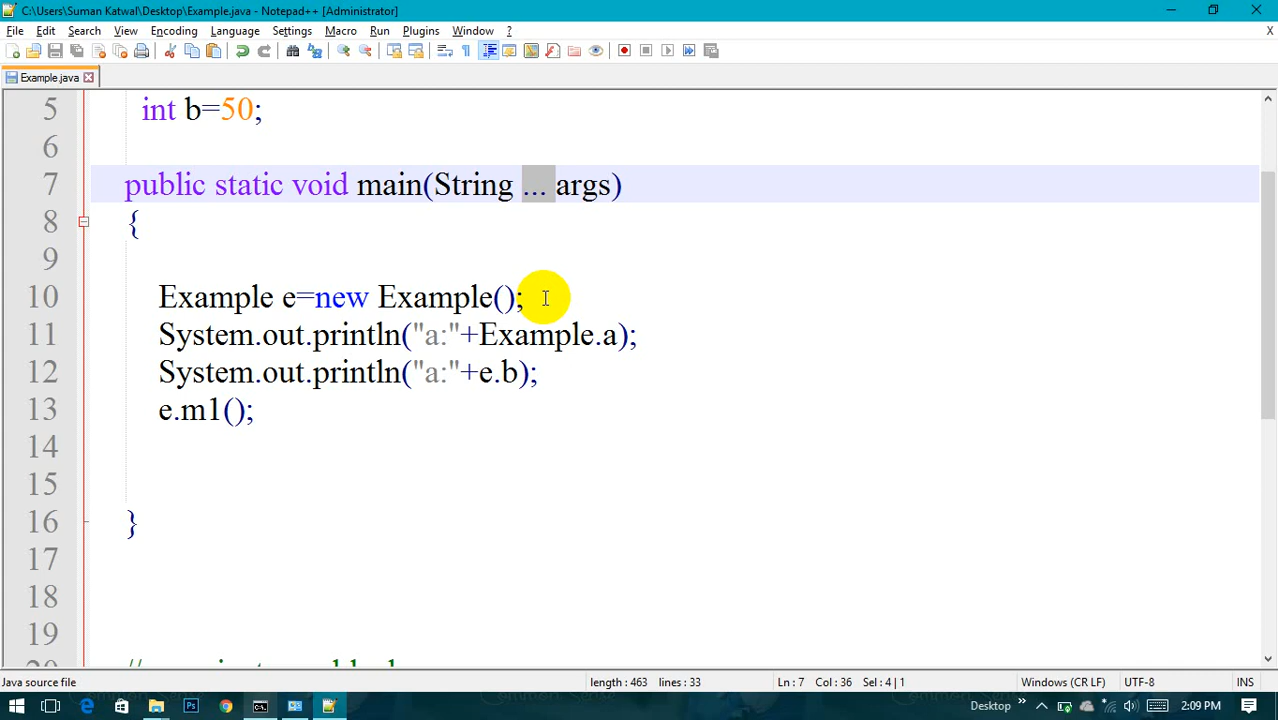 C:\Users\Suman Katwal\Desktop\Example.java - Notepad++ [Administrator]
File Edit Search View Encoding Language Settings Macro Run Plugins Window ? X
Example.java
5 int b=50;
6
7 public static void main(String ... args)
8 {
9
10 Example e=new Example();
11 System.out.println("a:"+Example.a);
12 System.out.println("a:"+e.b);
13 e.m1();
14
15
16 }
17
18
19
20 //
Java source file length : 463 lines : 33 Ln : 7 Col : 36 Sel : 4 | 1 Windows (CR LF) UTF-8 INS
Desktop 2:09 PM